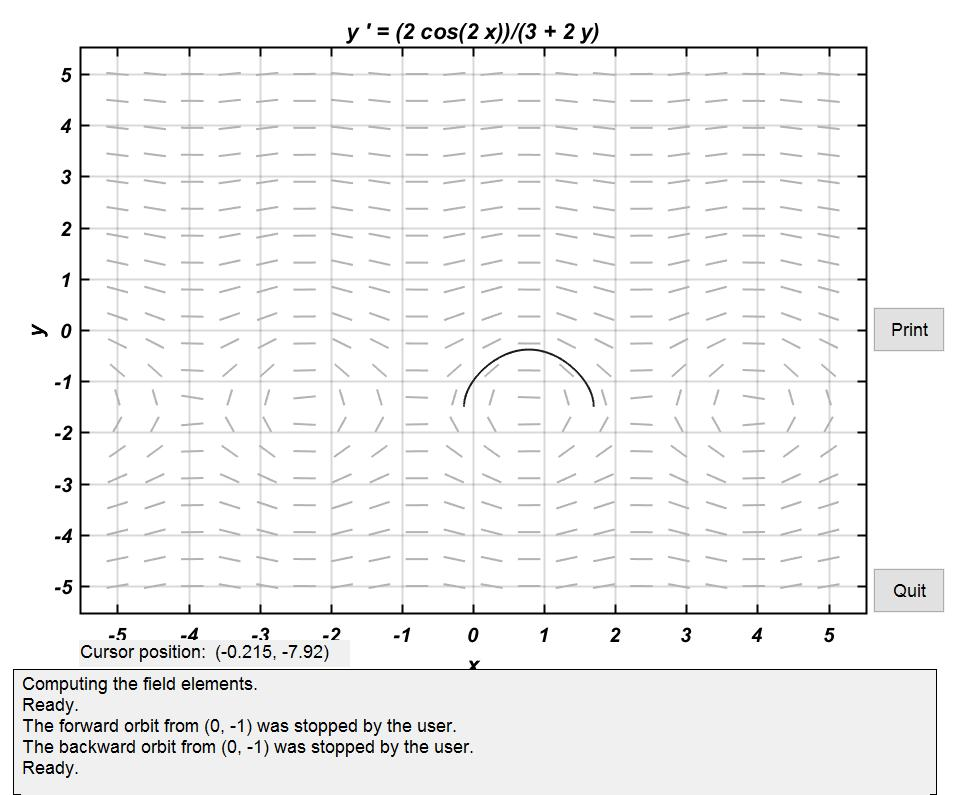 y ' = (2 cos(2 x))/(3 + 2 y)
5
4
3
2
1
0
-1
-2
-3
-4
-5
y
Print
Quit
-5 -4 -3 -2 -1 0 1 2 3 4 5
Cursor position: (-0.215, -7.92)
x
Computing the field elements.
Ready.
The forward orbit from (0, -1) was stopped by the user.
The backward orbit from (0, -1) was stopped by the user.
Ready.